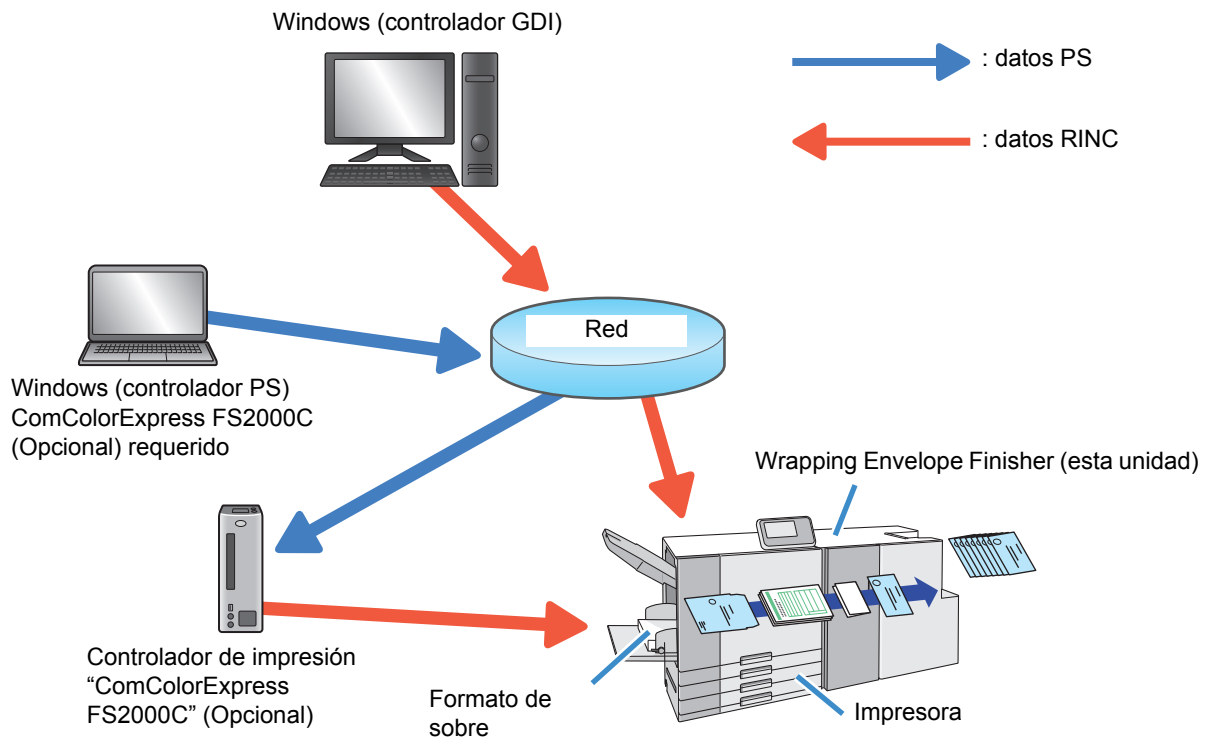 Windows (controlador GDI)
: datos PS
: datos RINC
Red
Windows (controlador PS)
ComColorExpress FS2000C
(Opcional) requerido
Wrapping Envelope Finisher (esta unidad)
Controlador de impresión
“ComColorExpress
FS2000C” (Opcional)
Formato de
sobre
Impresora